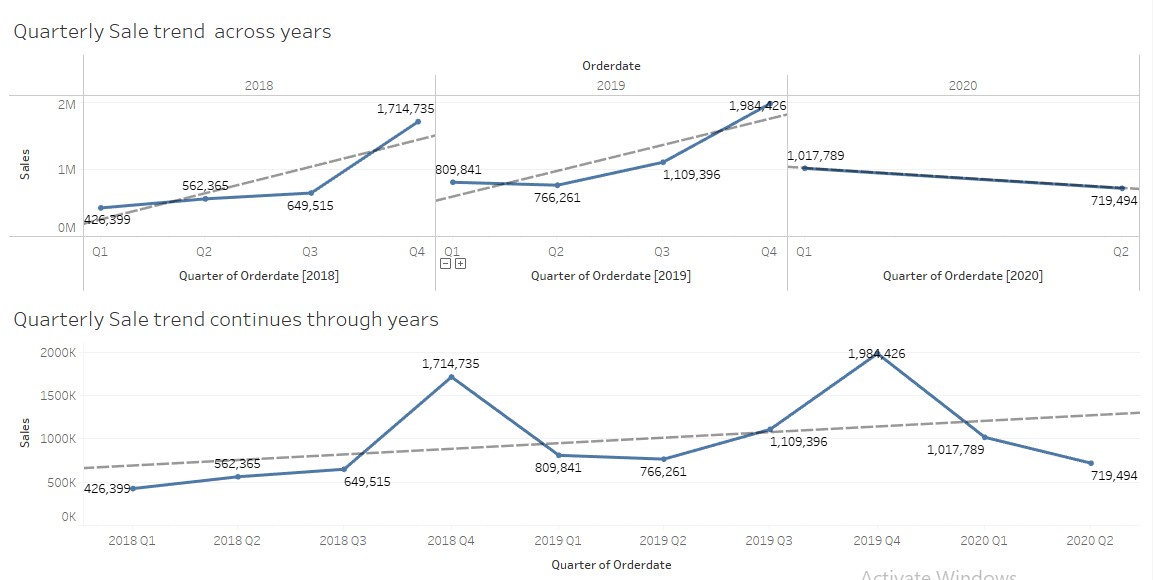 Quarterly Sale trend  across years
Orderdate
2018 2019 2020
2M
1M
0M
Sales
426,399 562,365 649,515 1,714,735
809,841 766,261 1,109,396 1,984,426
1,017,789 719,494
Q1 Q2 Q3 Q4 Q1 Q2 Q3 Q4 Q1 Q2
Quarter of Orderdate [2018] Quarter of Orderdate [2019] Quarter of Orderdate [2020]
Quarterly Sale trend continues through years
2000K
1500K
1000K
500K
0K
Sales
426,399 562,365 649,515 1,714,735 809,841 766,261 1,109,396 1,984,426 1,017,789 719,494
2018 Q1 2018 Q2 2018 Q3 2018 Q4 2019 Q1 2019 Q2 2019 Q3 2019 Q4 2020 Q1 2020 Q2
Quarter of Orderdate
Activate Windows